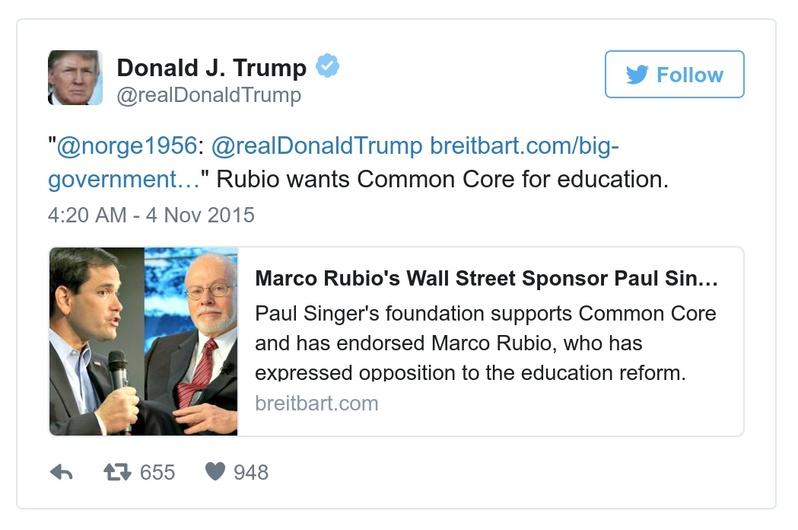 Donald J. Trump
@realDonaldTrump
Follow
"@norge1956: @realDonaldTrump breitbart.com/big-
government…" Rubio wants Common Core for education.
4:20 AM - 4 Nov 2015
Marco Rubio's Wall Street Sponsor Paul Sin…
Paul Singer's foundation supports Common Core
and has endorsed Marco Rubio, who has
expressed opposition to the education reform.
breitbart.com
655 948